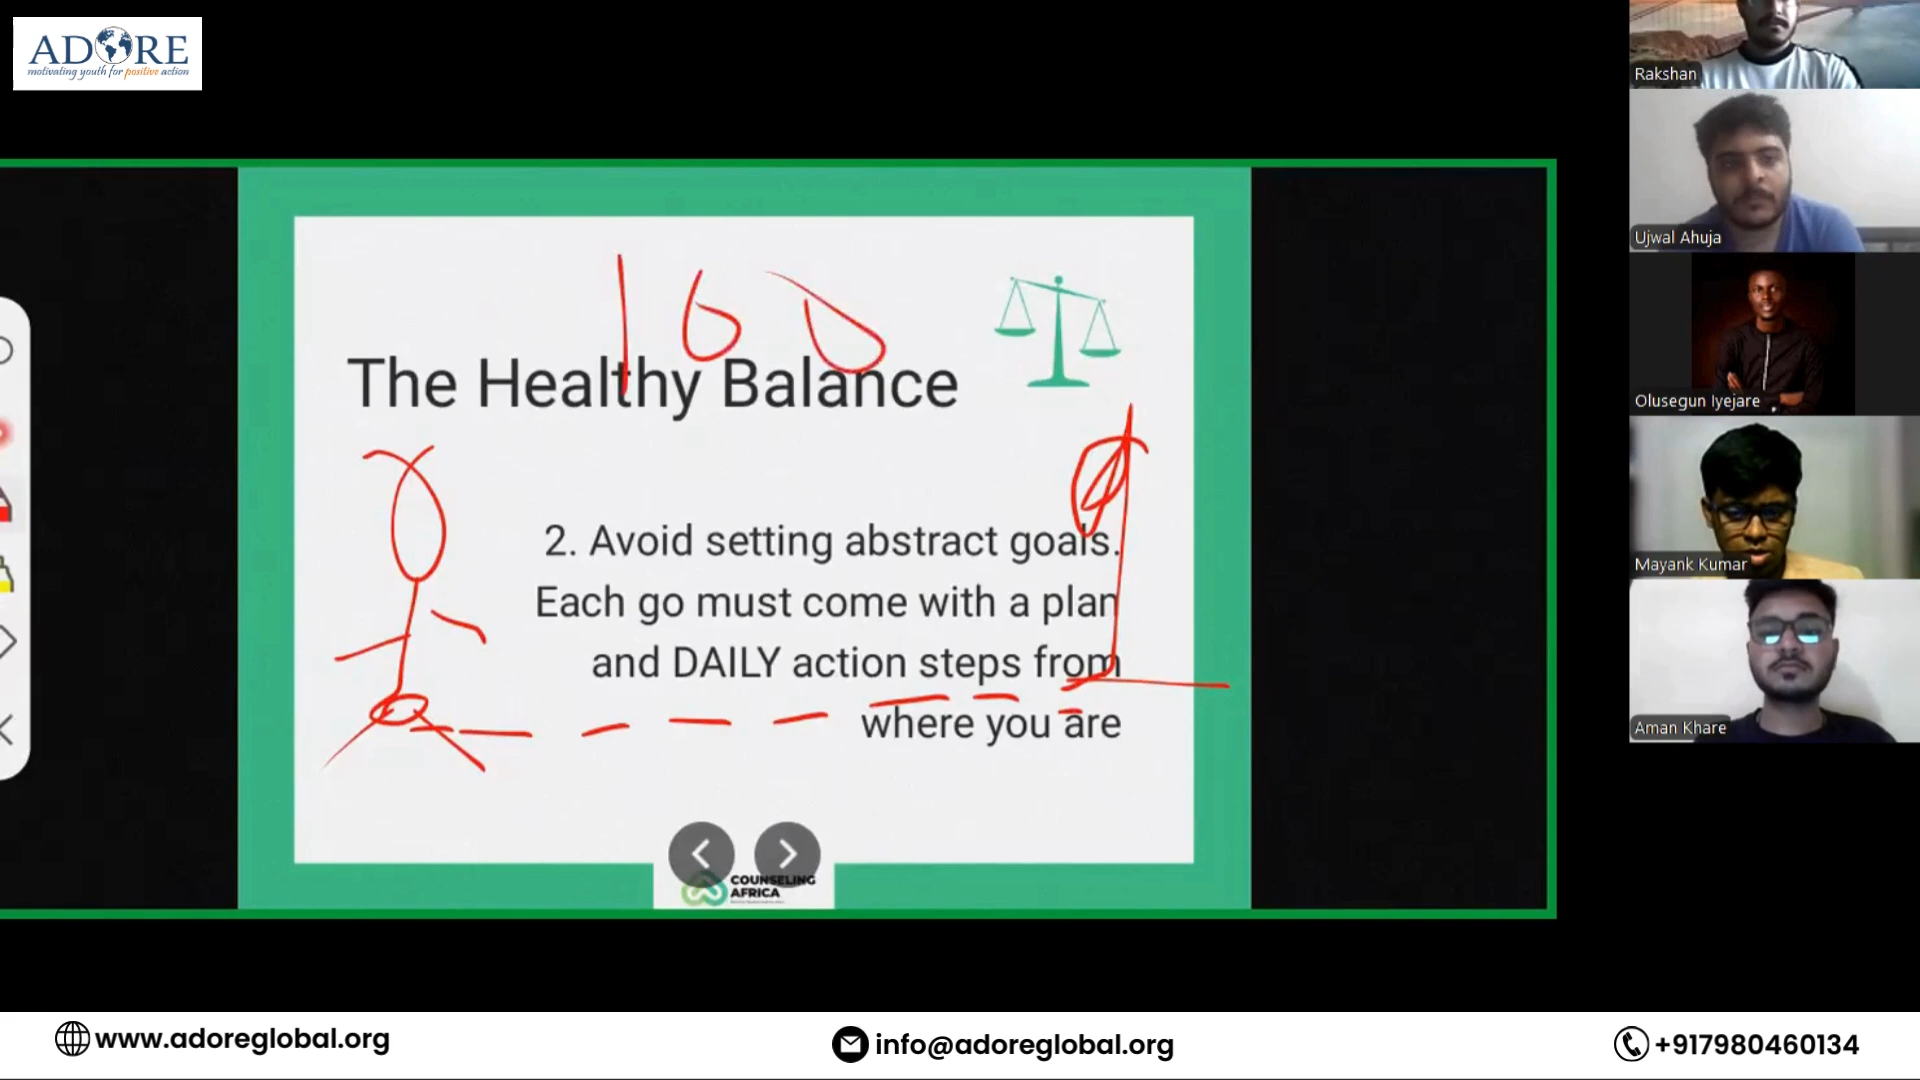 ADORE
motivating youth for positive action
Rakshan
Ujwal Ahuja
Olusegun Iyejare
Mayank Kumar
Aman Khare
100
The Healthy Balance
2. Avoid setting abstract goals.
Each go must come with a plan
and DAILY action steps from
where you are
COUNSELING
AFRICA
www.adoreglobal.org
info@adoreglobal.org
+917980460134